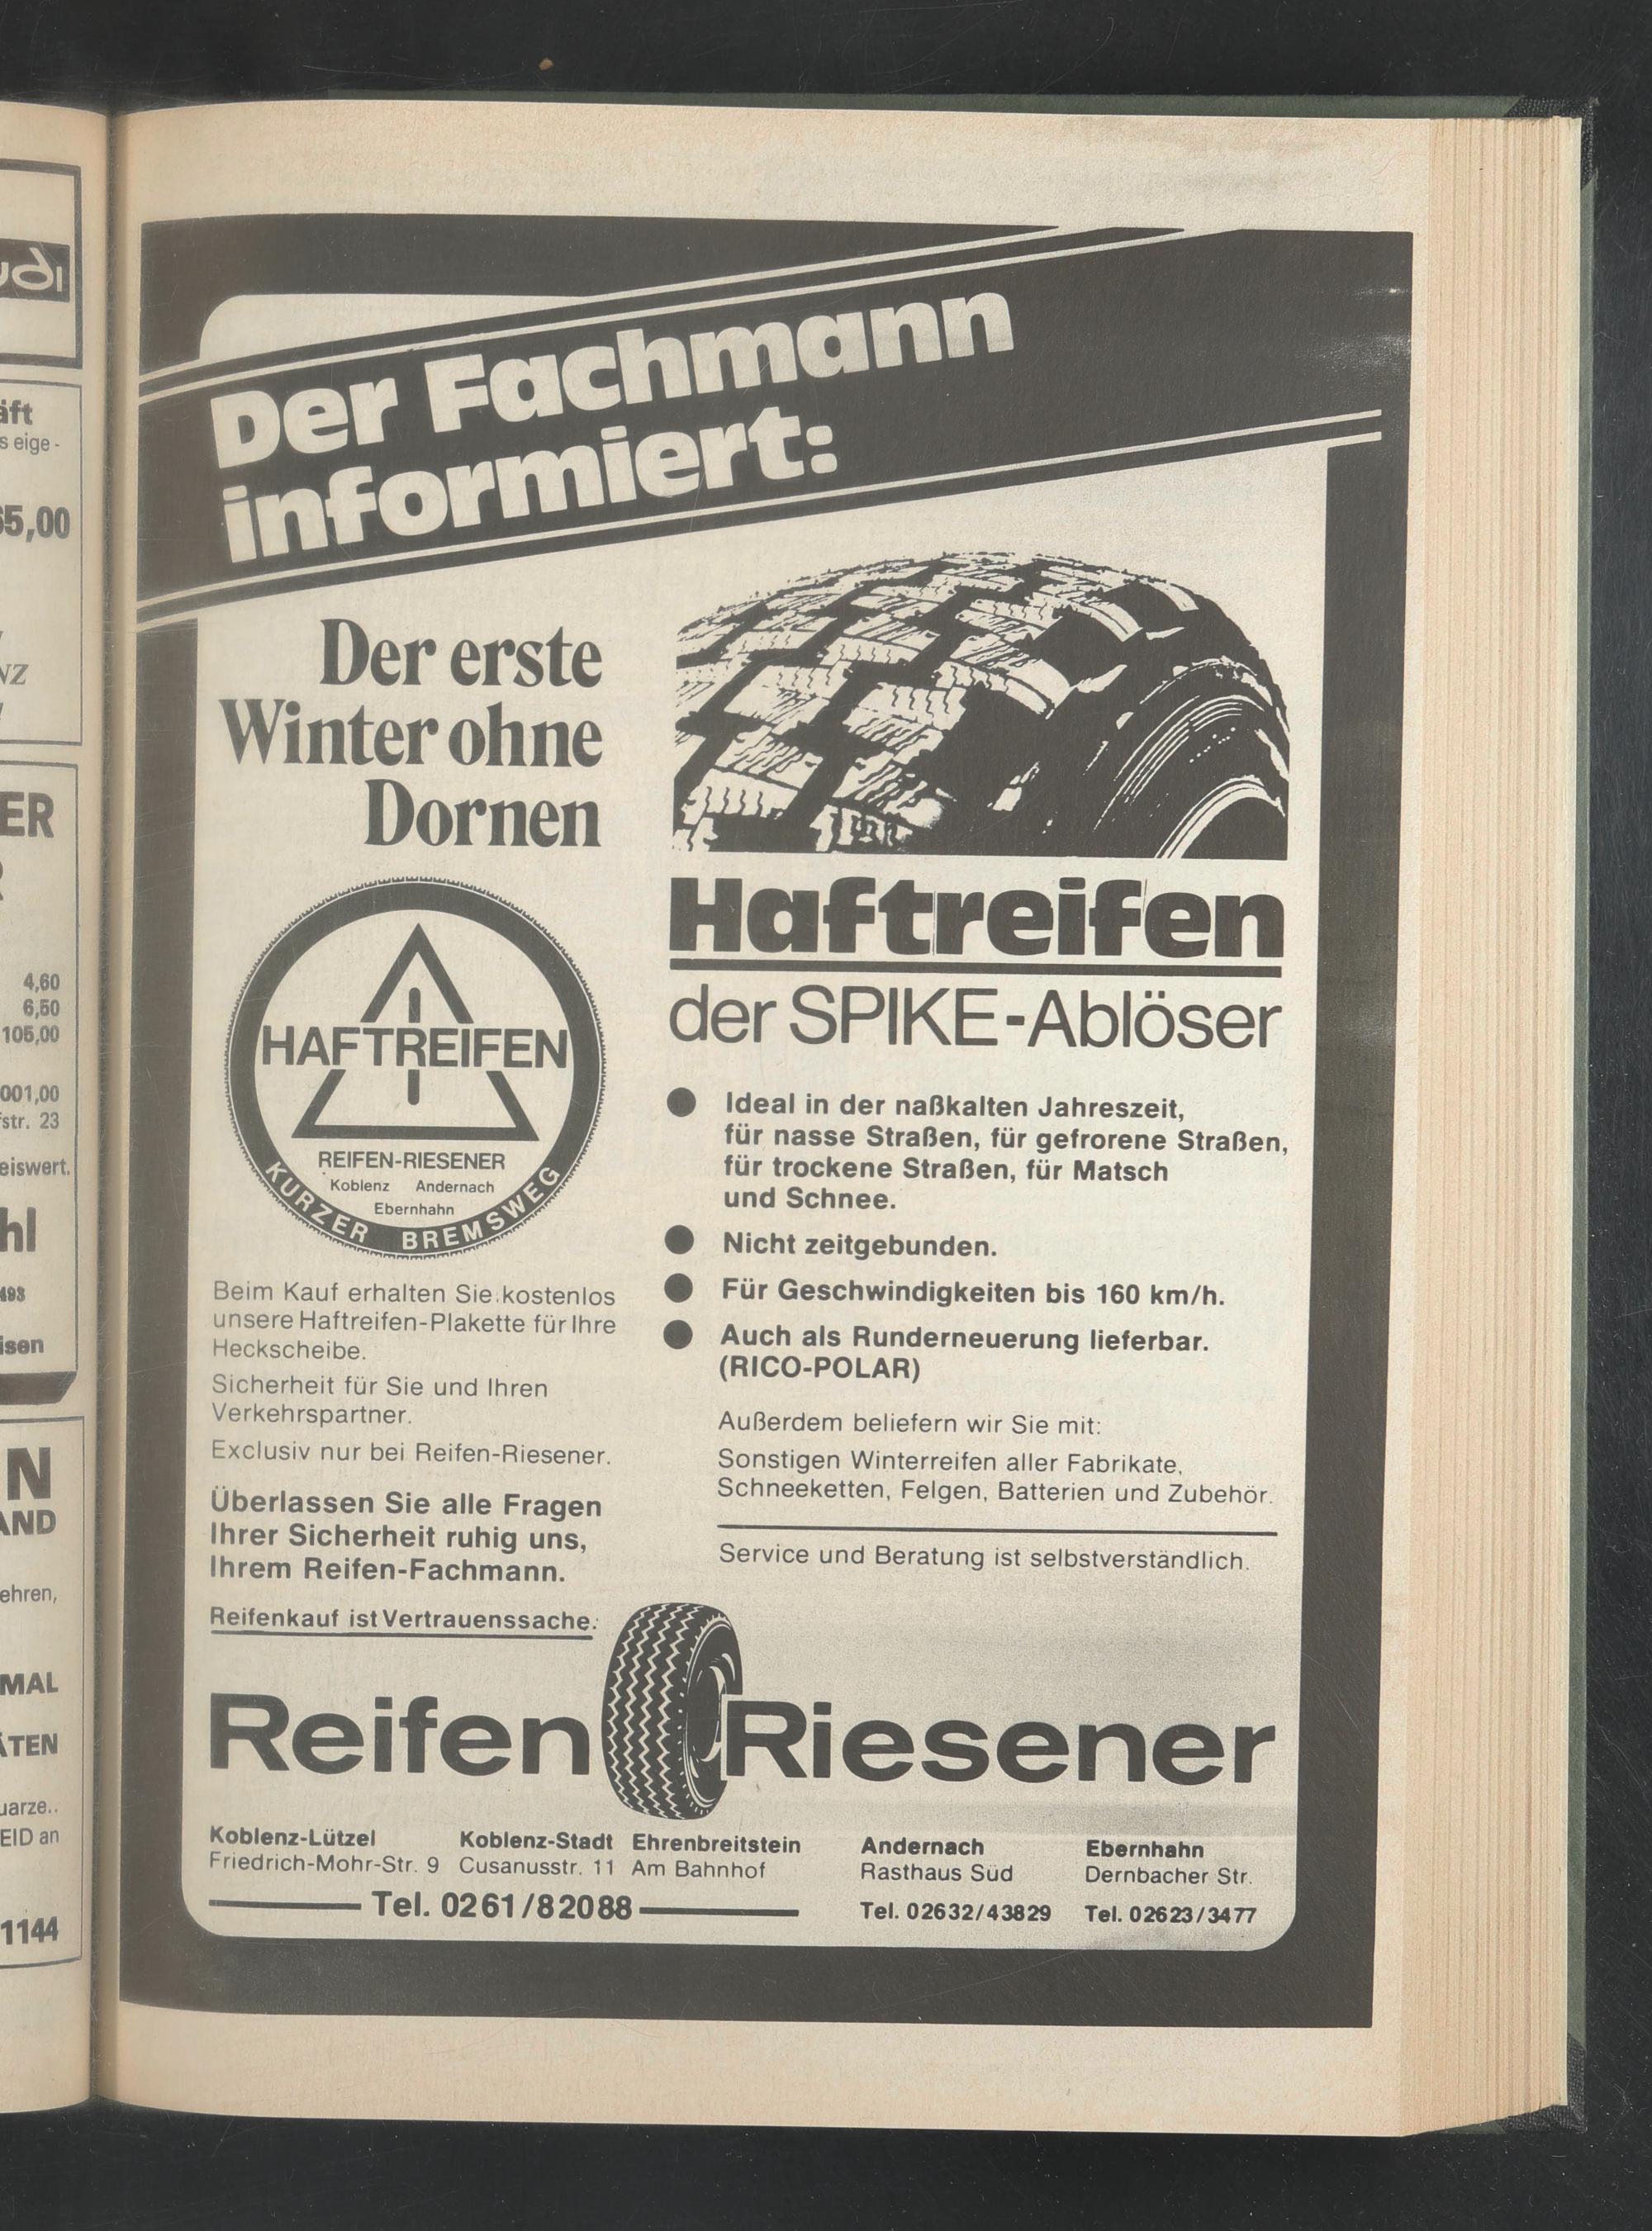 udi
äft
s eige -
65,00
NZ
ER
R
4,60
6,50
105,00
001,00
fstr. 23
eiswert.
hl
493
isen
N
AND
ehren,
MAL
ÄTEN
uarze..
EID an
1144
Der Fachmann
informiert:
Der erste
Winter ohne
Dornen
HAFTREIFEN
REIFEN-RIESENER
Koblenz Andernach
Ebernhahn
KURZER BREMSWEG
Beim Kauf erhalten Sie kostenlos
unsere Haftreifen-Plakette für Ihre
Heckscheibe.
Sicherheit für Sie und Ihren
Verkehrspartner.
Exclusiv nur bei Reifen-Riesener.
Überlassen Sie alle Fragen
Ihrer Sicherheit ruhig uns,
Ihrem Reifen-Fachmann.
Reifenkauf ist Vertrauenssache.
Haftreifen
der SPIKE-Ablöser
● Ideal in der naßkalten Jahreszeit,
für nasse Straßen, für gefrorene Straßen,
für trockene Straßen, für Matsch
und Schnee.
● Nicht zeitgebunden.
● Für Geschwindigkeiten bis 160 km/h.
● Auch als Runderneuerung lieferbar.
(RICO-POLAR)
Außerdem beliefern wir Sie mit:
Sonstigen Winterreifen aller Fabrikate,
Schneeketten, Felgen, Batterien und Zubehör.
Service und Beratung ist selbstverständlich.
Reifen Riesener
Koblenz-Lützel Koblenz-Stadt Ehrenbreitstein Andernach Ebernhahn
Friedrich-Mohr-Str. 9 Cusanusstr. 11 Am Bahnhof Rasthaus Süd Dernbacher Str.
Tel. 0261/82088 Tel. 02632/43829 Tel. 02623/3477